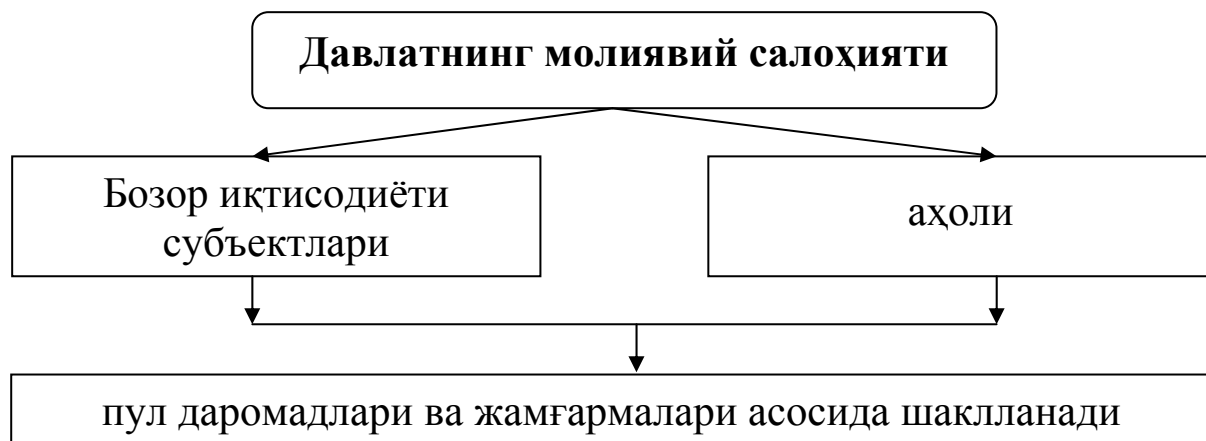 Давлатнинг молиявий салоҳияти
Бозор иқтисодиёти
субъектлари
аҳоли
пул даромадлари ва жамғармалари асосида шаклланади